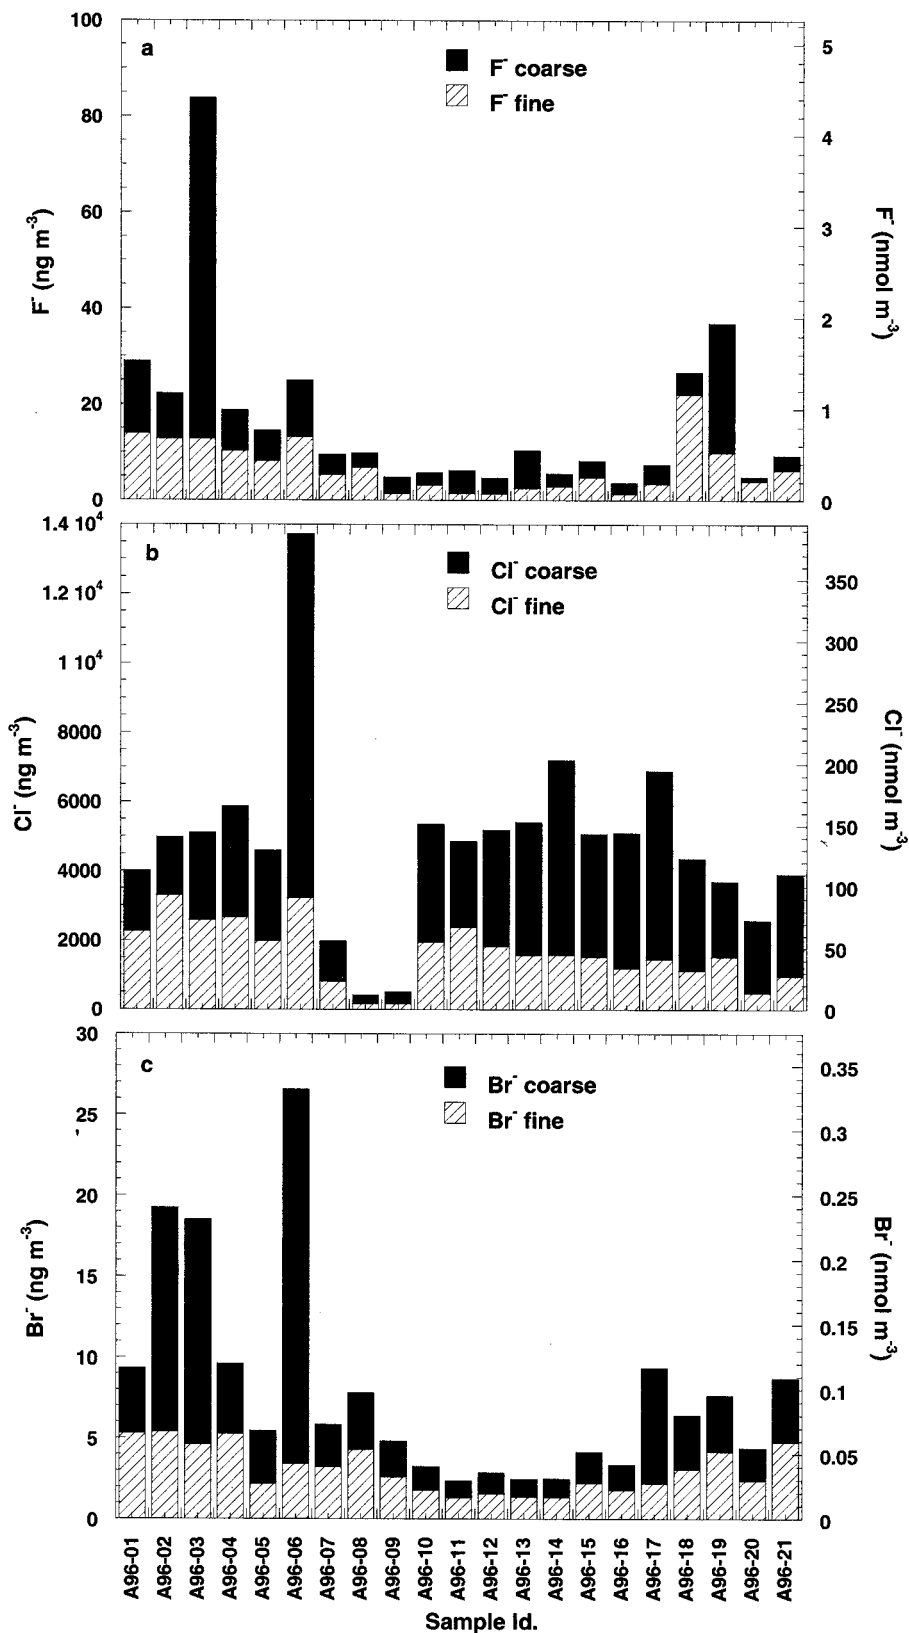 100
80
60
40
20
0
F⁻ (ng m⁻³)
a
F⁻ coarse
F⁻ fine
5
4
3
2
1
0
F⁻ (nmol m⁻³)
1.4 10⁴
1.2 10⁴
1 10⁴
8000
6000
4000
2000
0
Cl⁻ (ng m⁻³)
b
Cl⁻ coarse
Cl⁻ fine
350
300
250
200
150
100
50
0
Cl⁻ (nmol m⁻³)
30
25
20
15
10
5
0
Br⁻ (ng m⁻³)
c
Br⁻ coarse
Br⁻ fine
0.35
0.3
0.25
0.2
0.15
0.1
0.05
0
Br⁻ (nmol m⁻³)
A96-01
A96-02
A96-03
A96-04
A96-05
A96-06
A96-07
A96-08
A96-09
A96-10
A96-11
A96-12
A96-13
A96-14
A96-15
A96-16
A96-17
A96-18
A96-19
A96-20
A96-21
Sample Id.